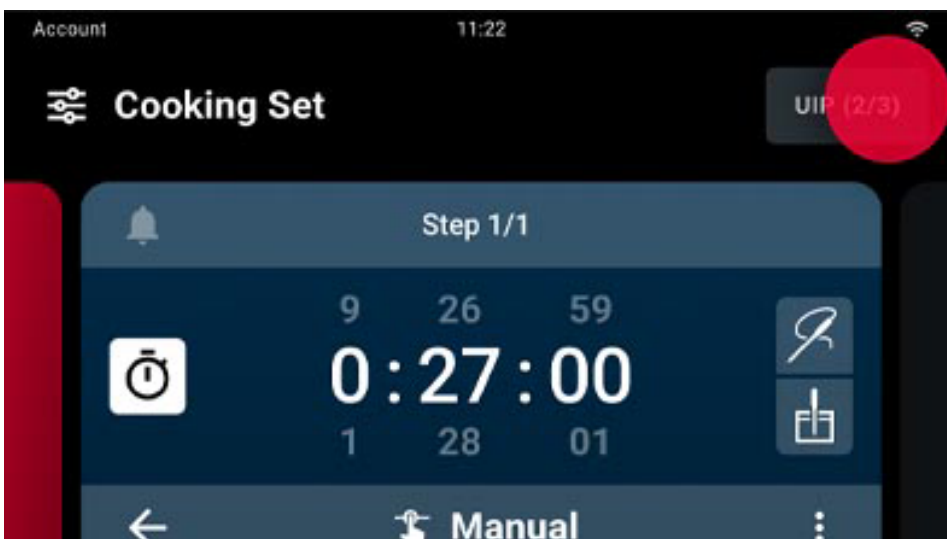 Account 11:22
Cooking Set UIP (2/3)
Step 1/1
9 26 59
0 : 27 : 00
1 28 01
Manual